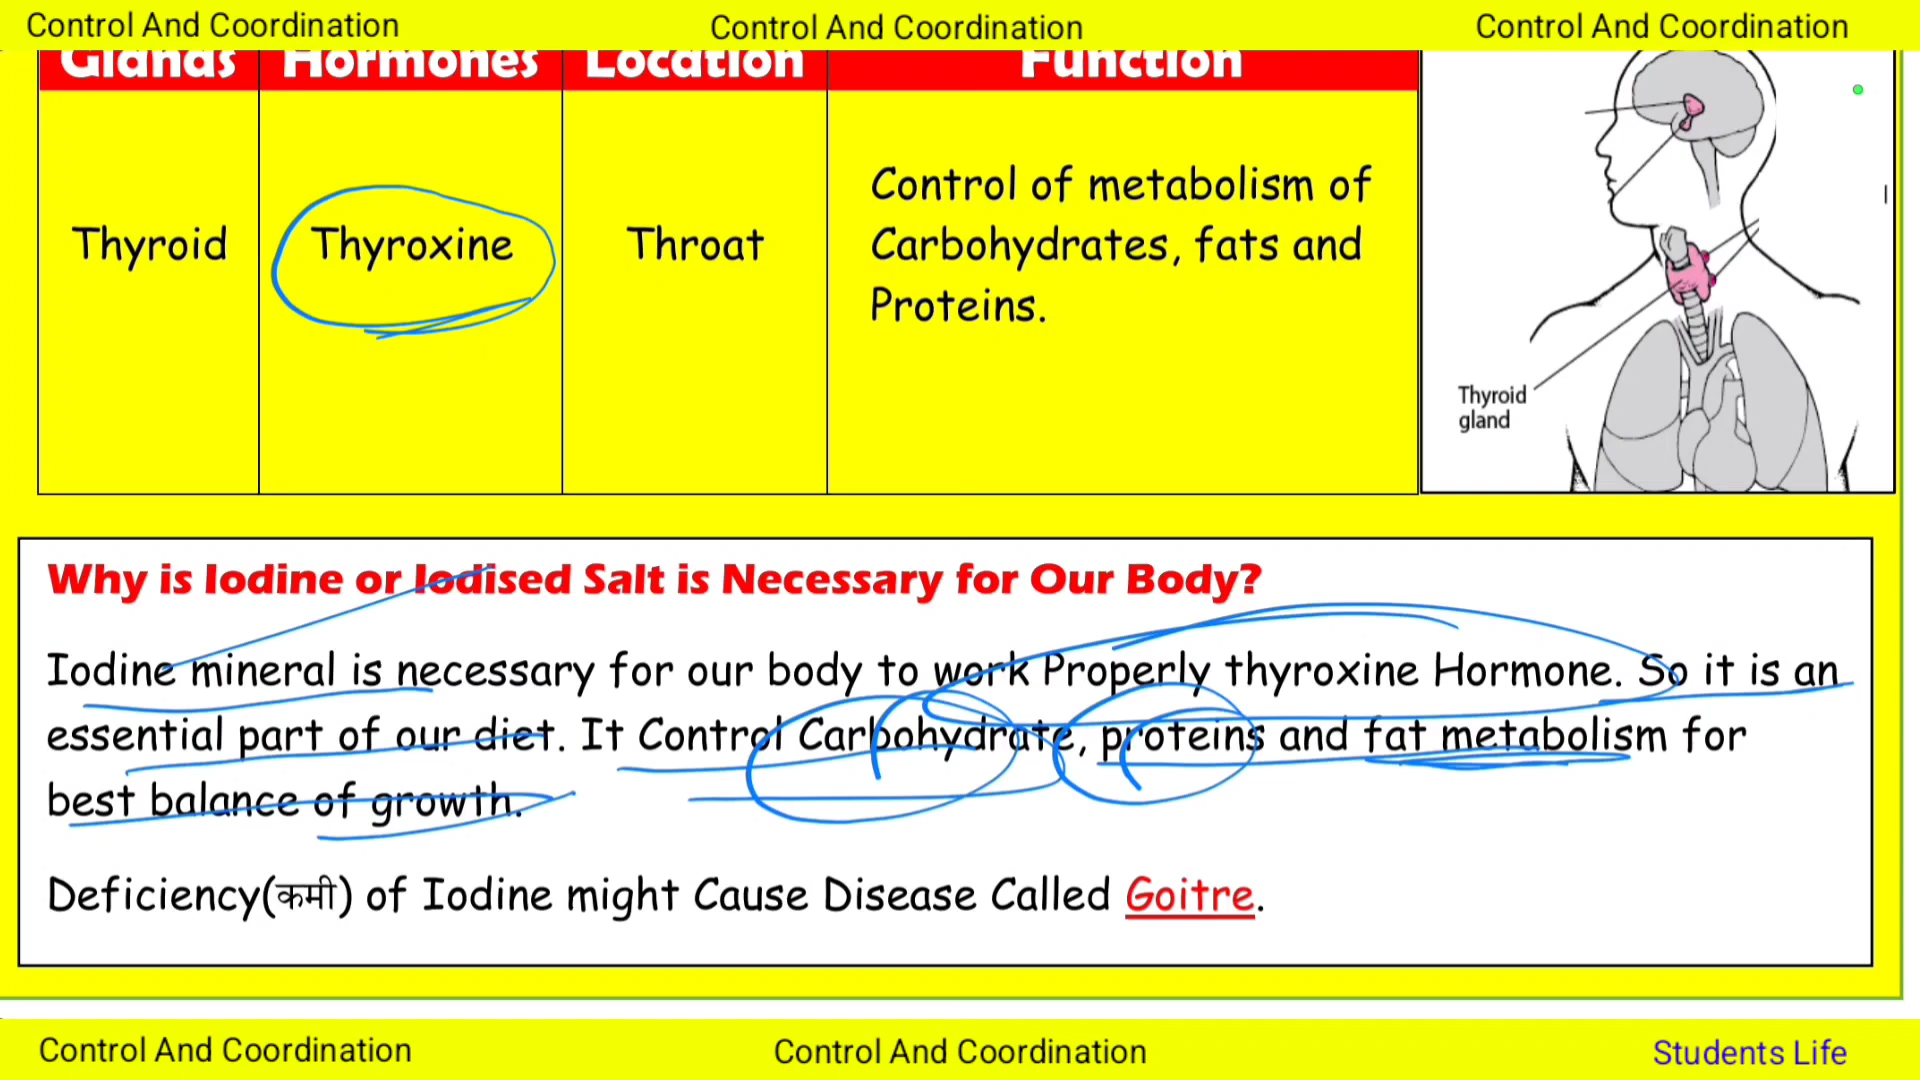 Control And Coordination Control And Coordination Control And Coordination
Glands Hormones Location Function
Thyroid Thyroxine Throat
Control of metabolism of
Carbohydrates, fats and
Proteins.
Thyroid
gland
Why is Iodine or Iodised Salt is Necessary for Our Body?
Iodine mineral is necessary for our body to work Properly thyroxine Hormone. So it is an
essential part of our diet. It Control Carbohydrate, proteins and fat metabolism for
best balance of growth.
Deficiency(कमी) of Iodine might Cause Disease Called Goitre.
Control And Coordination Control And Coordination Students Life